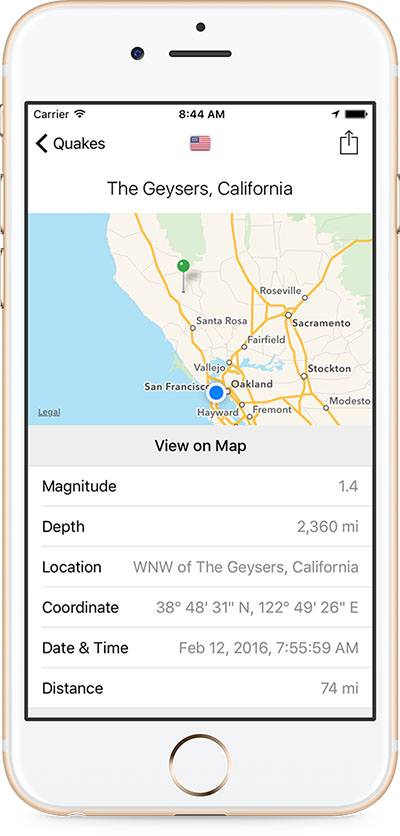 Carrier 8:44 AM
Quakes
The Geysers, California
Roseville
Santa Rosa
Sacramento
Fairfield
Vallejo
Stockton
San Francisc Oakland
Hayward
Fremont
Modesto
Legal
View on Map
Magnitude 1.4
Depth 2,360 mi
Location WNW of The Geysers, California
Coordinate 38° 48' 31" N, 122° 49' 26" E
Date & Time Feb 12, 2016, 7:55:59 AM
Distance 74 mi